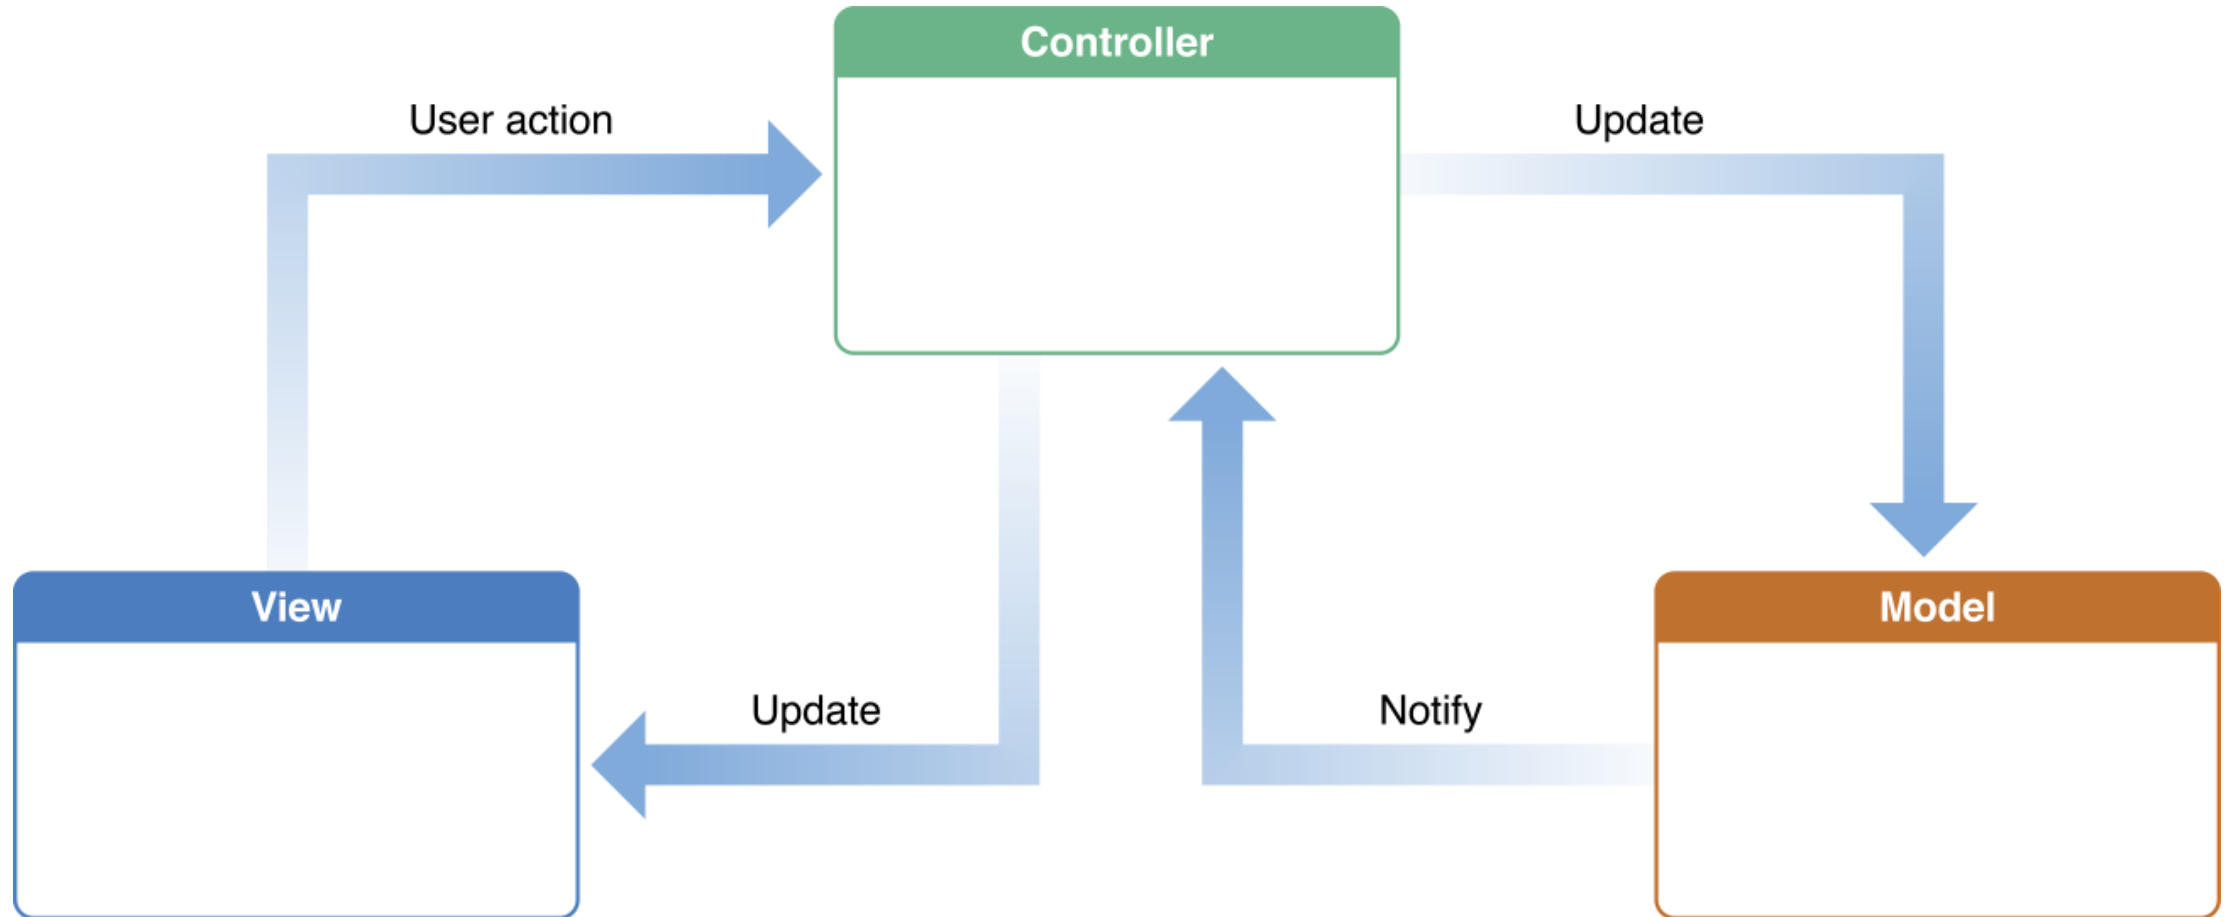 Controller
User action
Update
View
Model
Update
Notify